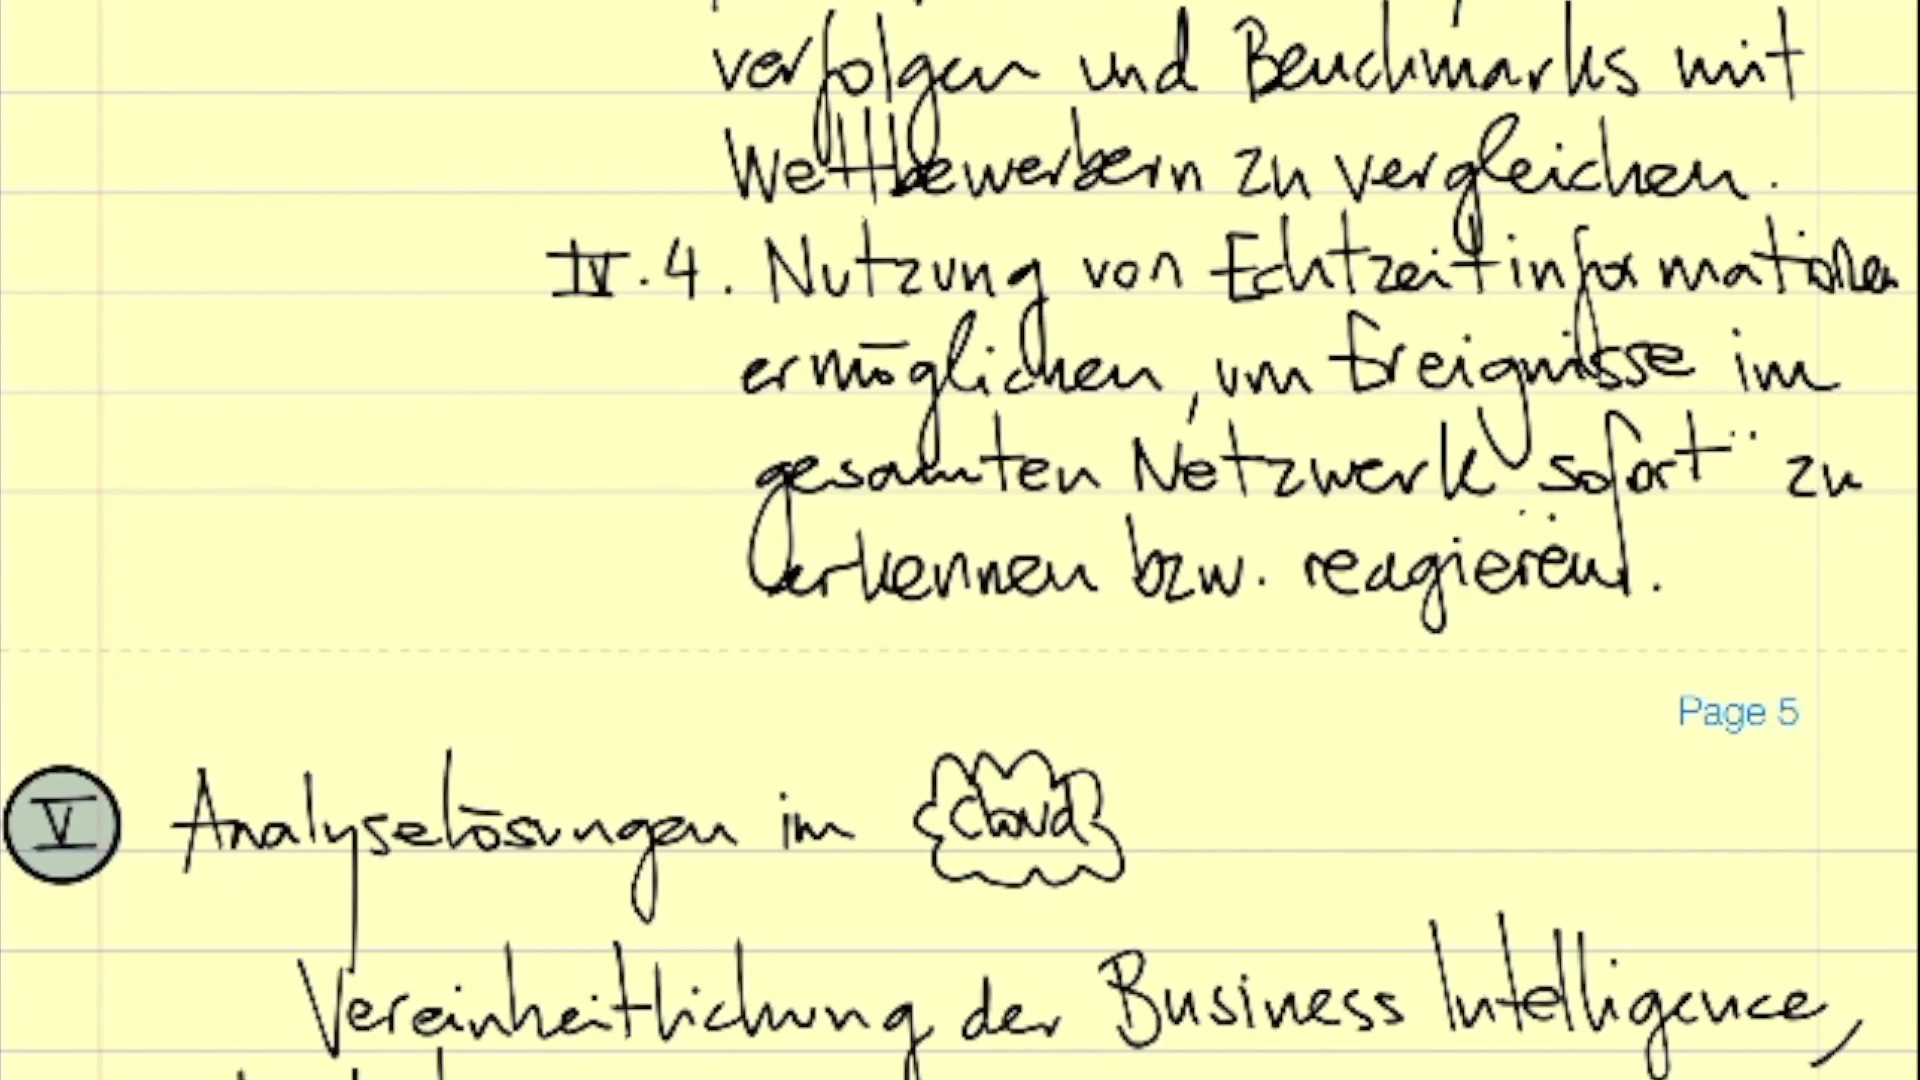 verfolgen und Benchmarks mit
Wettbewerbern zu vergleichen.
IV.4. Nutzung von Echtzeitinformationen
ermöglichen, um Ereignisse im
gesamten Netzwerk "sofort" zu
erkennen bzw. reagieren.
Page 5
V Analyselösungen im Cloud
Vereinheitlichung der Business Intelligence,